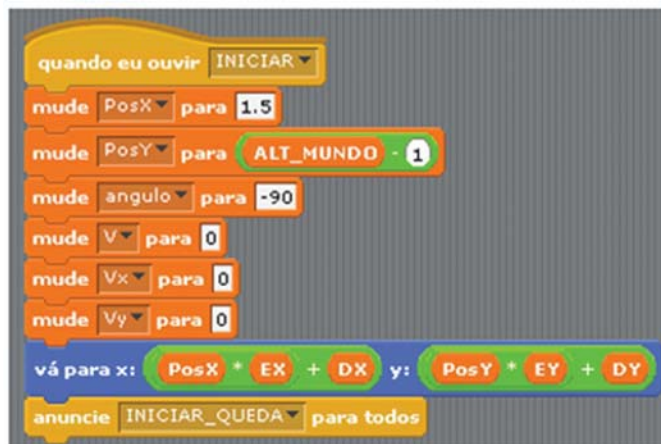 quando eu ouvir INICIAR
mude PosX para 1.5
mude PosY para ALT_MUNDO - 1
mude angulo para -90
mude V para 0
mude Vx para 0
mude Vy para 0
vá para x: PosX * EX + DX y: PosY * EY + DY
anuncie INICIAR_QUEDA para todos